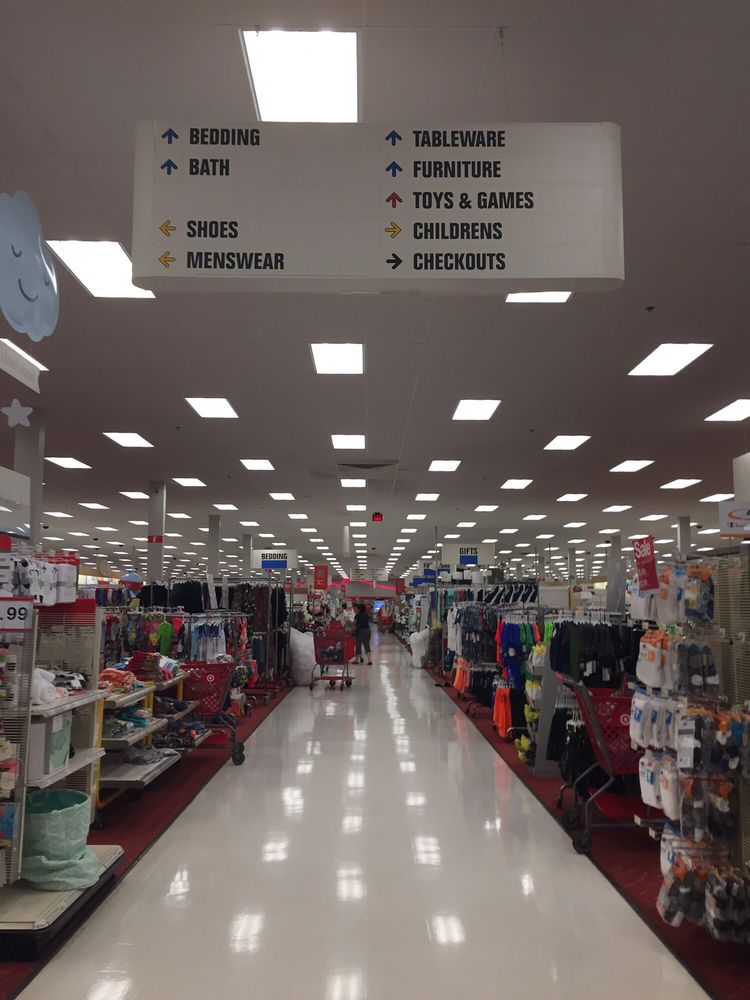 BEDDING
BATH
SHOES
MENSWEAR
TABLEWARE
FURNITURE
TOYS & GAMES
CHILDRENS
CHECKOUTS
BEDDING
GIFTS
Sale
.99